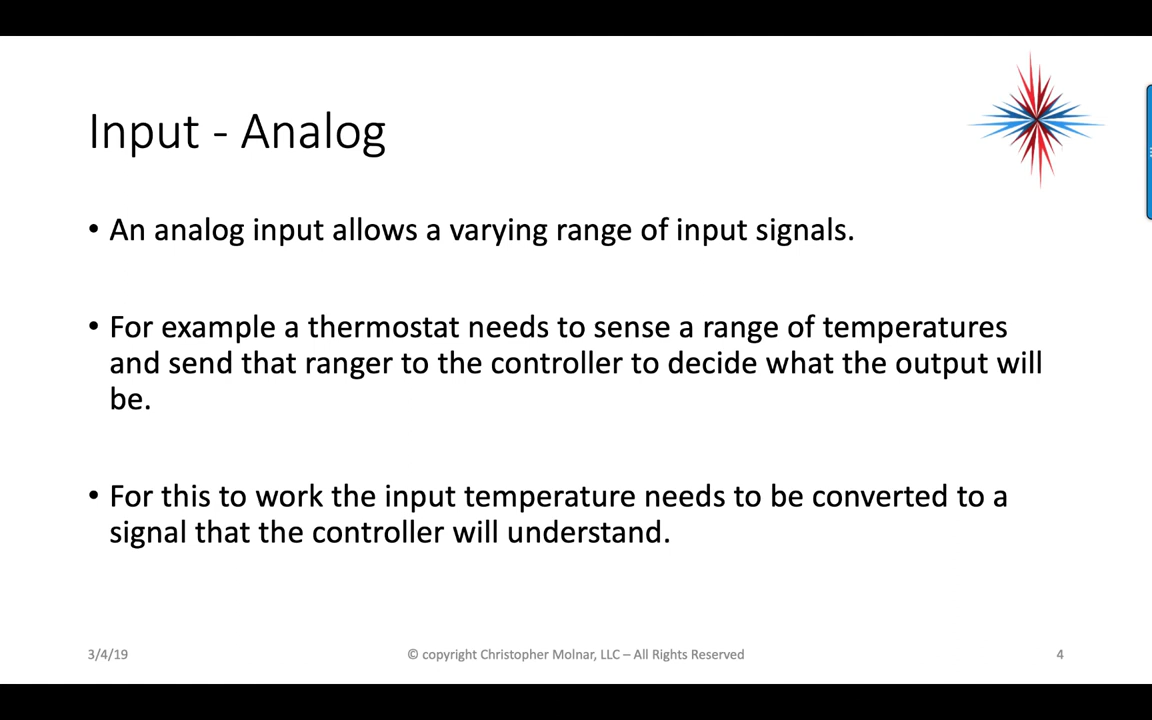 Input - Analog
• An analog input allows a varying range of input signals.
• For example a thermostat needs to sense a range of temperatures
and send that ranger to the controller to decide what the output will
be.
• For this to work the input temperature needs to be converted to a
signal that the controller will understand.
3/4/19
© copyright Christopher Molnar, LLC – All Rights Reserved
4